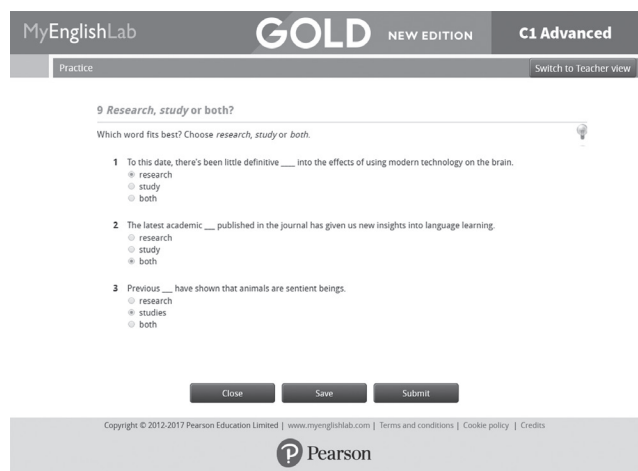 MyEnglishLab GOLD NEW EDITION C1 Advanced
Practice Switch to Teacher view
9 Research, study or both?
Which word fits best? Choose research, study or both.
1 To this date, there's been little definitive ____ into the effects of using modern technology on the brain.
research
study
both
2 The latest academic ___ published in the journal has given us new insights into language learning.
research
study
both
3 Previous ___ have shown that animals are sentient beings.
research
studies
both
Close Save Submit
Copyright © 2012-2017 Pearson Education Limited | www.myenglishlab.com | Terms and conditions | Cookie policy | Credits
P Pearson